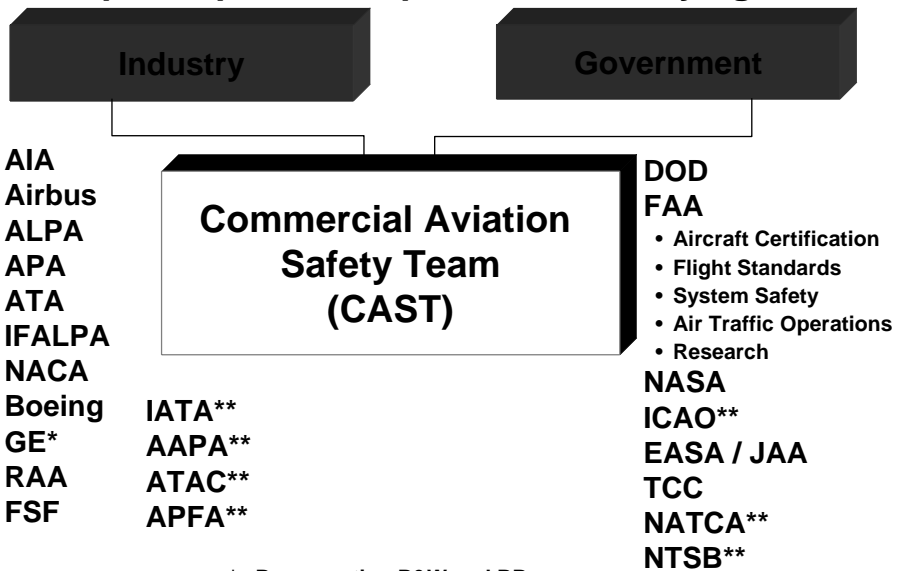 Industry
Government
AIA
Airbus
ALPA
APA
ATA
IFALPA
NACA
Boeing
GE*
RAA
FSF
Commercial Aviation
Safety Team
(CAST)
IATA**
AAPA**
ATAC**
APFA**
DOD
FAA
• Aircraft Certification
• Flight Standards
• System Safety
• Air Traffic Operations
• Research
NASA
ICAO**
EASA / JAA
TCC
NATCA**
NTSB**